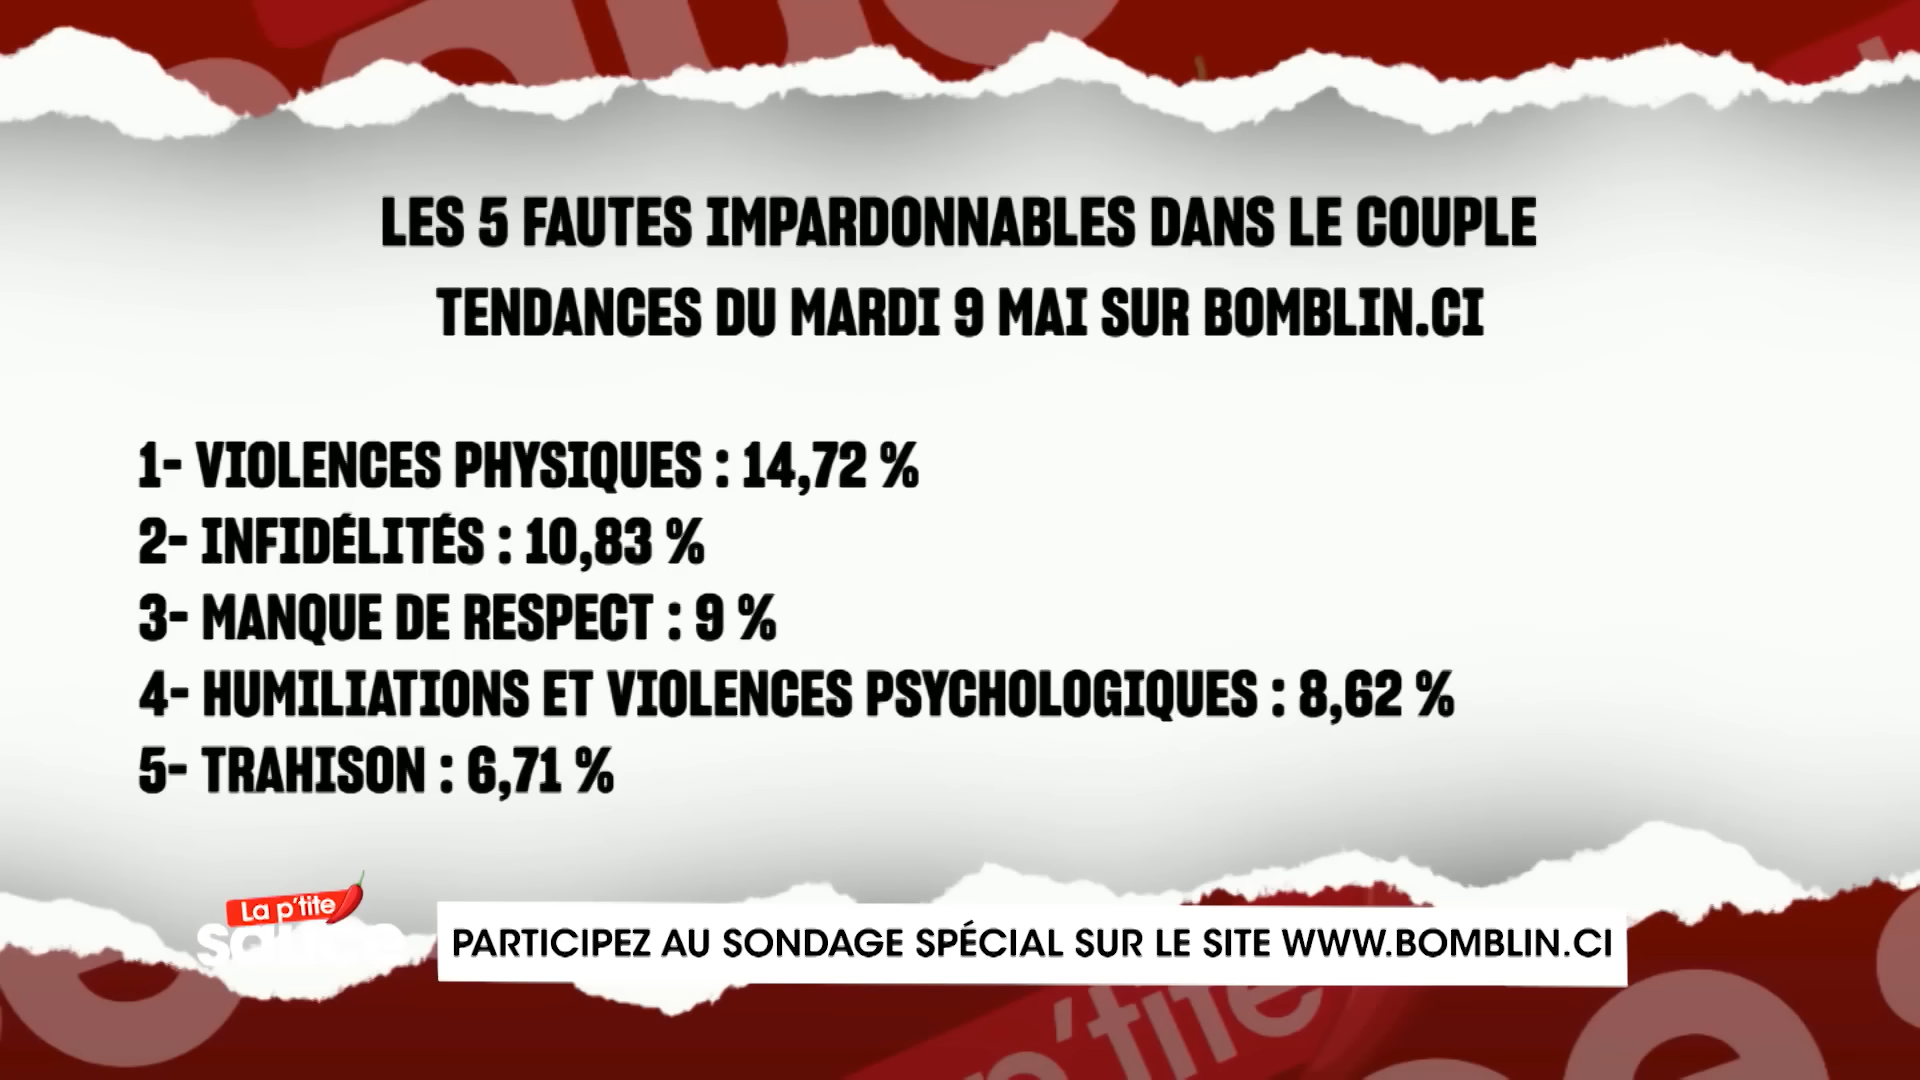 LES 5 FAUTES IMPARDONNABLES DANS LE COUPLE
TENDANCES DU MARDI 9 MAI SUR BOMBLIN.CI
1- VIOLENCES PHYSIQUES : 14,72 %
2- INFIDÉLITÉS : 10,83 %
3- MANQUE DE RESPECT : 9 %
4- HUMILIATIONS ET VIOLENCES PSYCHOLOGIQUES : 8,62 %
5- TRAHISON : 6,71 %
La p'tite
sauce
PARTICIPEZ AU SONDAGE SPÉCIAL SUR LE SITE WWW.BOMBLIN.CI
p'tite